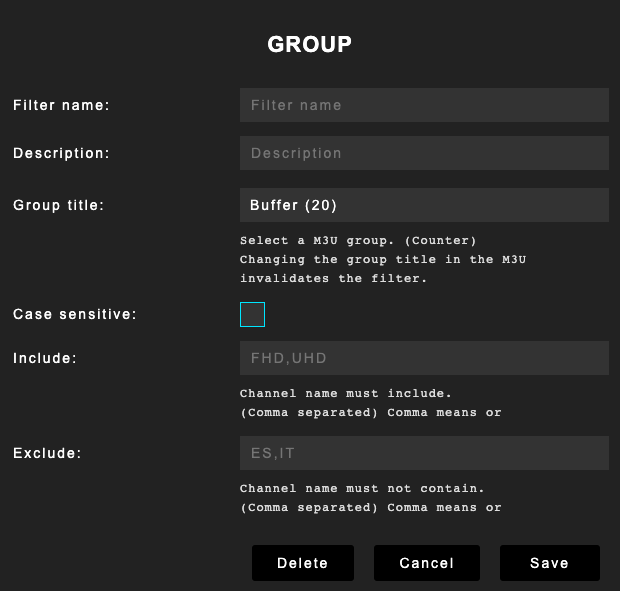 GROUP
Filter name:
Filter name
Description:
Description
Group title:
Buffer (20)
Select a M3U group. (Counter)
Changing the group title in the M3U
invalidates the filter.
Case sensitive:
Include:
FHD,UHD
Channel name must include.
(Comma separated) Comma means or
Exclude:
ES,IT
Channel name must not contain.
(Comma separated) Comma means or
Delete
Cancel
Save